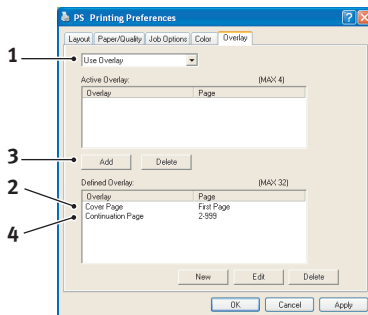 PS Printing Preferences
Layout Paper/Quality Job Options Color Overlay
1
Use Overlay
Active Overlay: (MAX 4)
Overlay Page
3
Add Delete
Defined Overlay: (MAX 32)
Overlay Page
2
Cover Page First Page
4
Continuation Page 2-999
New Edit Delete
OK Cancel Apply